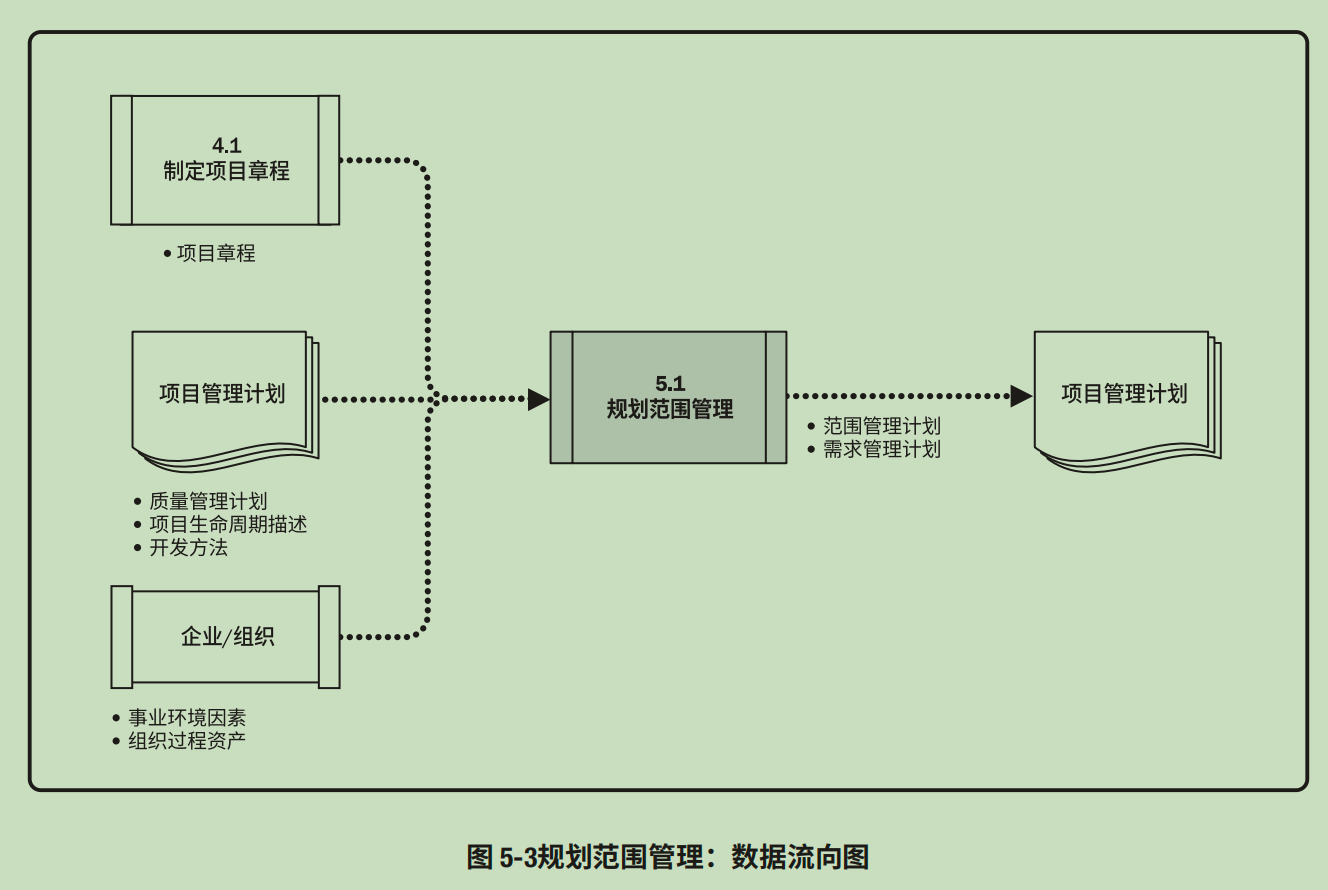 4.1
制定项目章程
• 项目章程
项目管理计划
• 质量管理计划
• 项目生命周期描述
• 开发方法
企业/组织
• 事业环境因素
• 组织过程资产
5.1
规划范围管理
• 范围管理计划
• 需求管理计划
项目管理计划
图 5-3规划范围管理：数据流向图